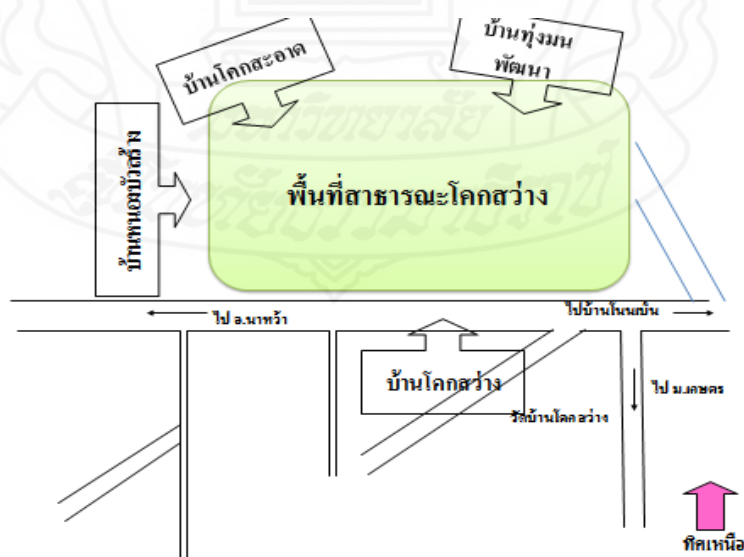 บ้านโคกสะอาด
บ้านทุ่งมน
พัฒนา
บ้านหนองบัวสร้าง
พื้นที่สาธารณะโคกสว่าง
ไป อ.นาหว้า
ไปบ้านโนนเบ็น
บ้านโคกสว่าง
ไป ม.เกษตร
วัดบ้านโคกสว่าง
ทิศเหนือ